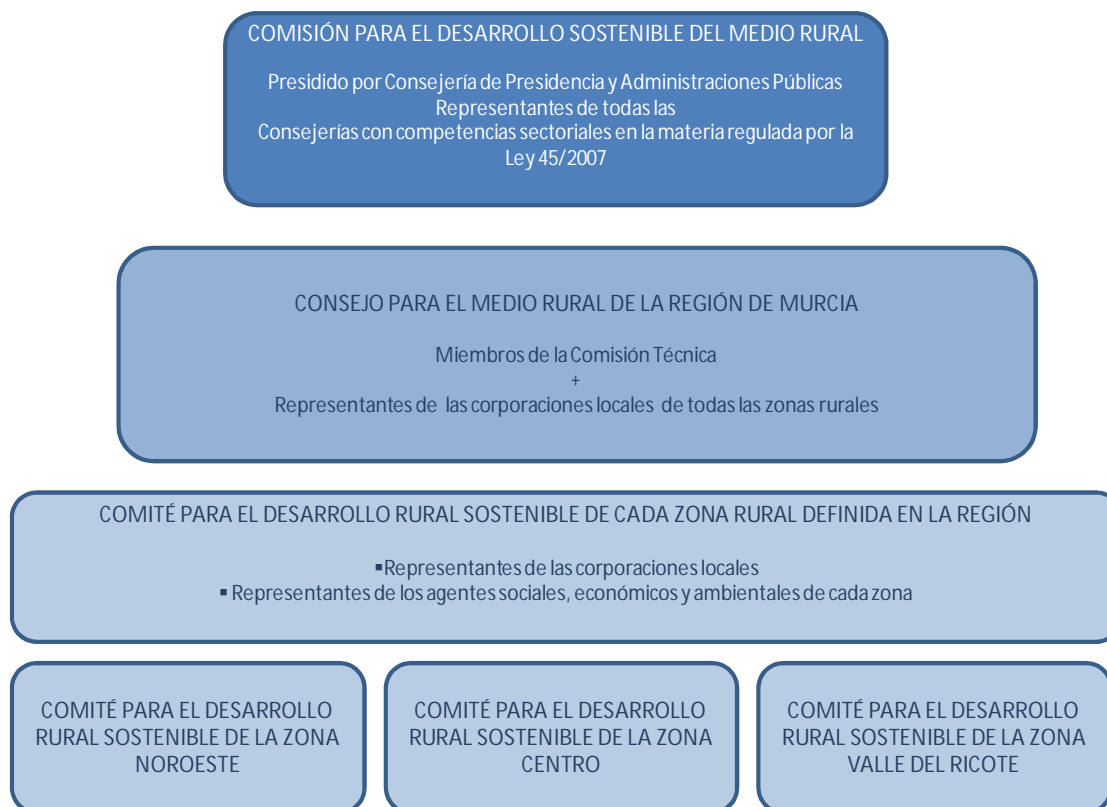 COMISIÓN PARA EL DESARROLLO SOSTENIBLE DEL MEDIO RURAL
Presidido por Consejería de Presidencia y Administraciones Públicas
Representantes de todas las
Consejerías con competencias sectoriales en la materia regulada por la
Ley 45/2007
CONSEJO PARA EL MEDIO RURAL DE LA REGIÓN DE MURCIA
Miembros de la Comisión Técnica
+
Representantes de las corporaciones locales de todas las zonas rurales
COMITÉ PARA EL DESARROLLO RURAL SOSTENIBLE DE CADA ZONA RURAL DEFINIDA EN LA REGIÓN
▪Representantes de las corporaciones locales
▪ Representantes de los agentes sociales, económicos y ambientales de cada zona
COMITÉ PARA EL DESARROLLO
RURAL SOSTENIBLE DE LA ZONA
NOROESTE
COMITÉ PARA EL DESARROLLO
RURAL SOSTENIBLE DE LA ZONA
CENTRO
COMITÉ PARA EL DESARROLLO
RURAL SOSTENIBLE DE LA ZONA
VALLE DEL RICOTE